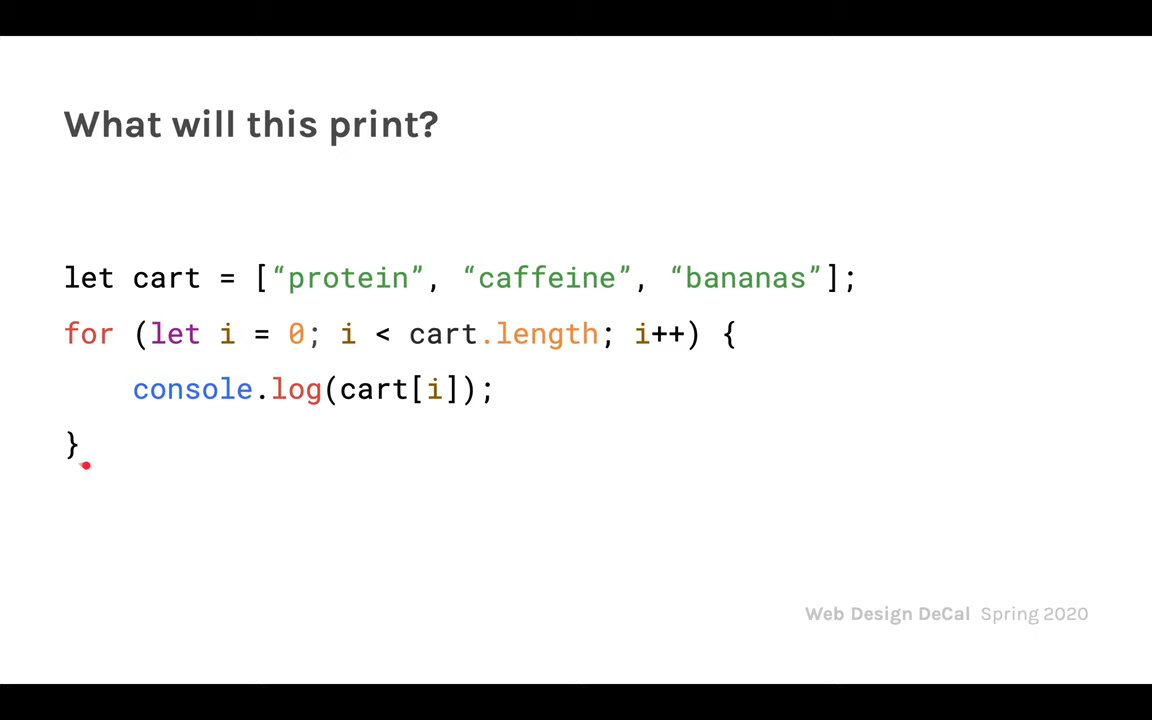 What will this print?
let cart = [“protein”, “caffeine”, “bananas”];
for (let i = 0; i < cart.length; i++) {
    console.log(cart[i]);
}
Web Design DeCal Spring 2020